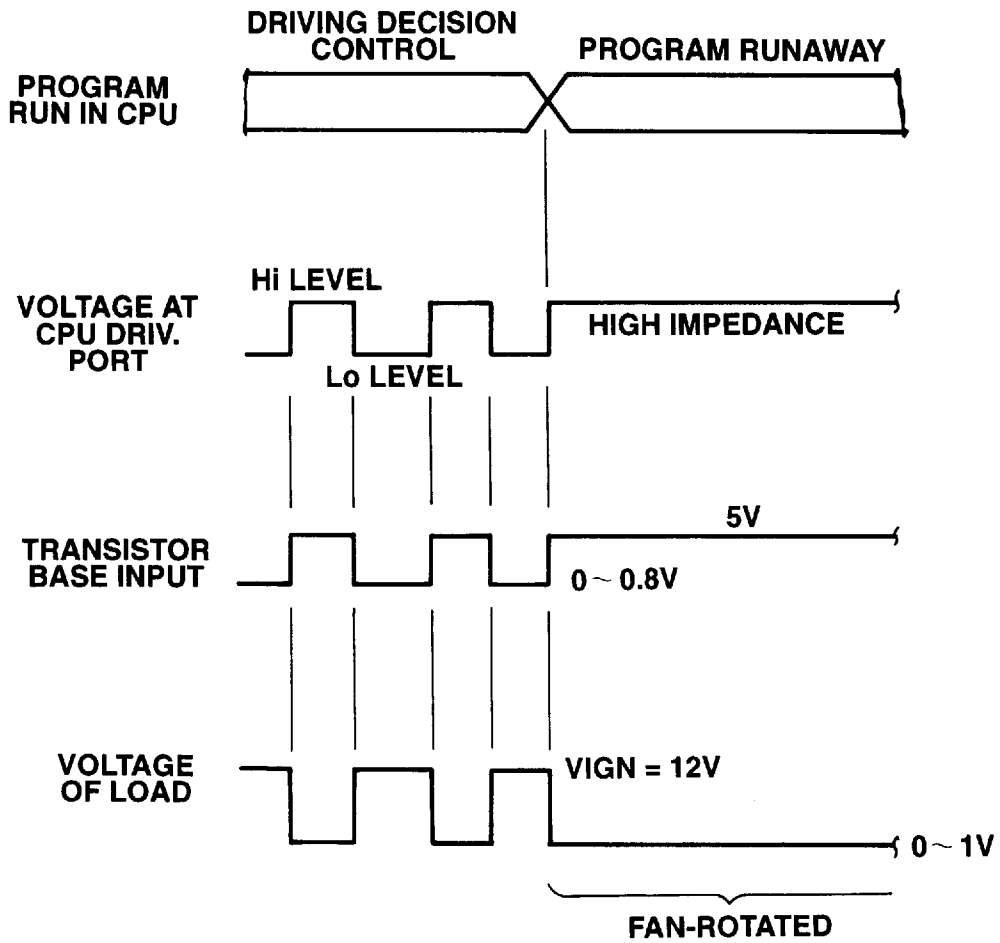 DRIVING DECISION
CONTROL
PROGRAM RUNAWAY
PROGRAM
RUN IN CPU
Hi LEVEL
VOLTAGE AT
CPU DRIV.
PORT
HIGH IMPEDANCE
Lo LEVEL
5V
TRANSISTOR
BASE INPUT
0~0.8V
VOLTAGE
OF LOAD
VIGN = 12V
0~1V
FAN-ROTATED